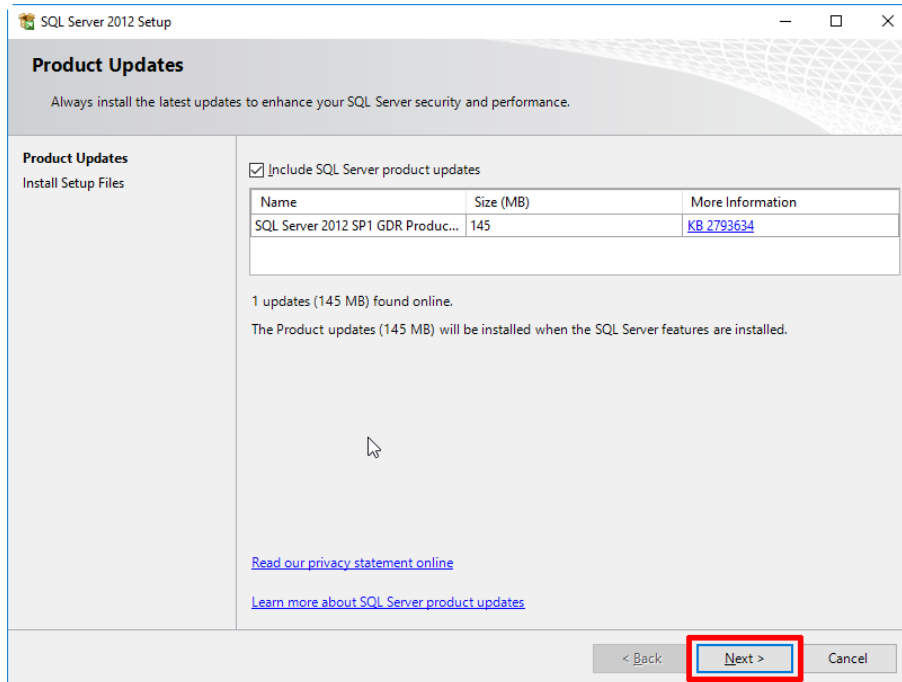 SQL Server 2012 Setup
Product Updates
Always install the latest updates to enhance your SQL Server security and performance.
Product Updates
Install Setup Files
Include SQL Server product updates
Name Size (MB) More Information
SQL Server 2012 SP1 GDR Produc... 145 KB 2793634
1 updates (145 MB) found online.
The Product updates (145 MB) will be installed when the SQL Server features are installed.
Read our privacy statement online
Learn more about SQL Server product updates
< Back Next > Cancel